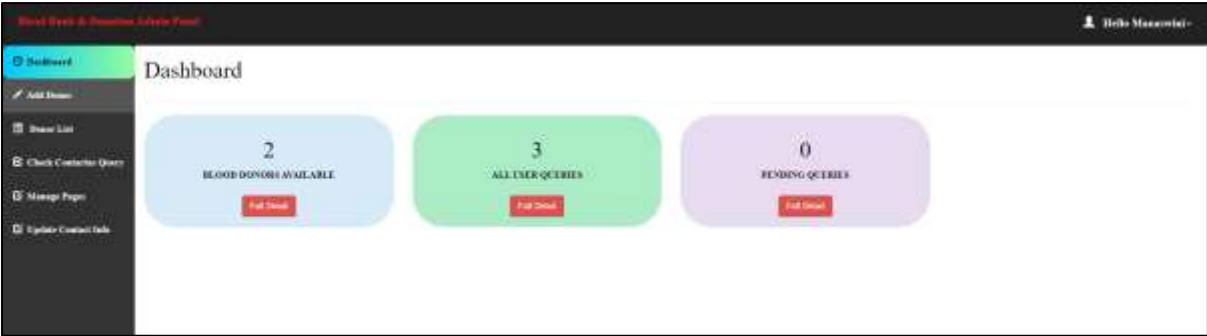 Blood Bank & Donation Admin Panel
Hello Manaswini
Dashboard
Add Donor
Donor List
Check Contactus Query
Manage Pages
Update Contact Info
Dashboard
2
BLOOD DONORS AVAILABLE
Full Detail
3
ALL USER QUERIES
Full Detail
0
PENDING QUERIES
Full Detail